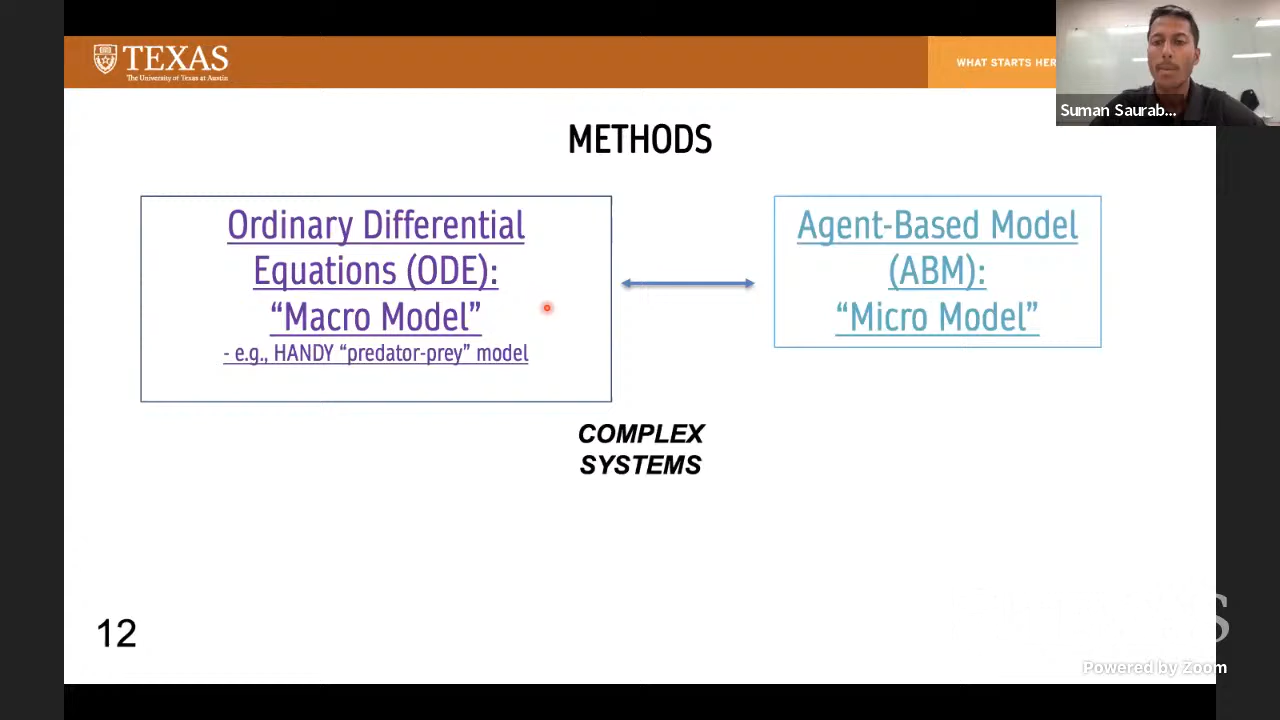 TEXAS
The University of Texas at Austin
WHAT STARTS HER
Suman Saurab...
METHODS
Ordinary Differential
Equations (ODE):
“Macro Model”
- e.g., HANDY “predator-prey” model
Agent-Based Model
(ABM):
“Micro Model”
COMPLEX
SYSTEMS
12
S
Powered by Zoom